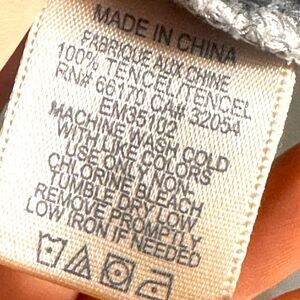 MADE IN CHINA
FABRIQUE AUX CHINE
100% TENCEL/TENCEL
RN# 66170 CA# 32054
EM35102
MACHINE WASH COLD
WITH LIKE COLORS
USE ONLY NON-
CHLORINE BLEACH
TUMBLE DRY LOW
REMOVE PROMPTLY
LOW IRON IF NEEDED